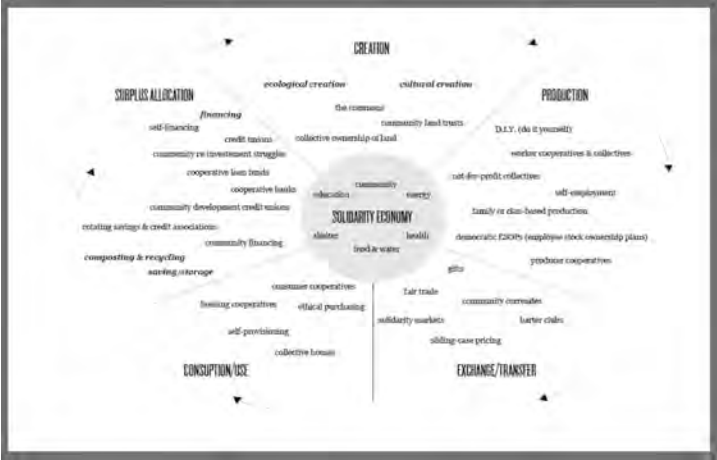 CREATION
ecological creation
cultural creation
the commons
community land trusts
collective ownership of land
SURPLUS ALLOCATION
financing
self-financing
credit unions
community re investement struggles
cooperative loan funds
cooperative banks
community development credit unions
rotating savings & credit associations
community financing
composting & recycling
saving/storage
PRODUCTION
D.I.Y. (do it yourself)
worker cooperatives & collectives
not-for-profit collectives
self-employment
family or clan-based production
democratic ESOPs (employee stock ownership plans)
producer cooperatives
community
education
energy
SOLIDARITY ECONOMY
shelter
health
food & water
gifts
fair trade
community currencies
solidarity markets
barter clubs
sliding-case pricing
EXCHANGE/TRANSFER
consumer cooperatives
housing cooperatives
ethical purchasing
self-provisioning
collective houses
CONSUPTION/USE